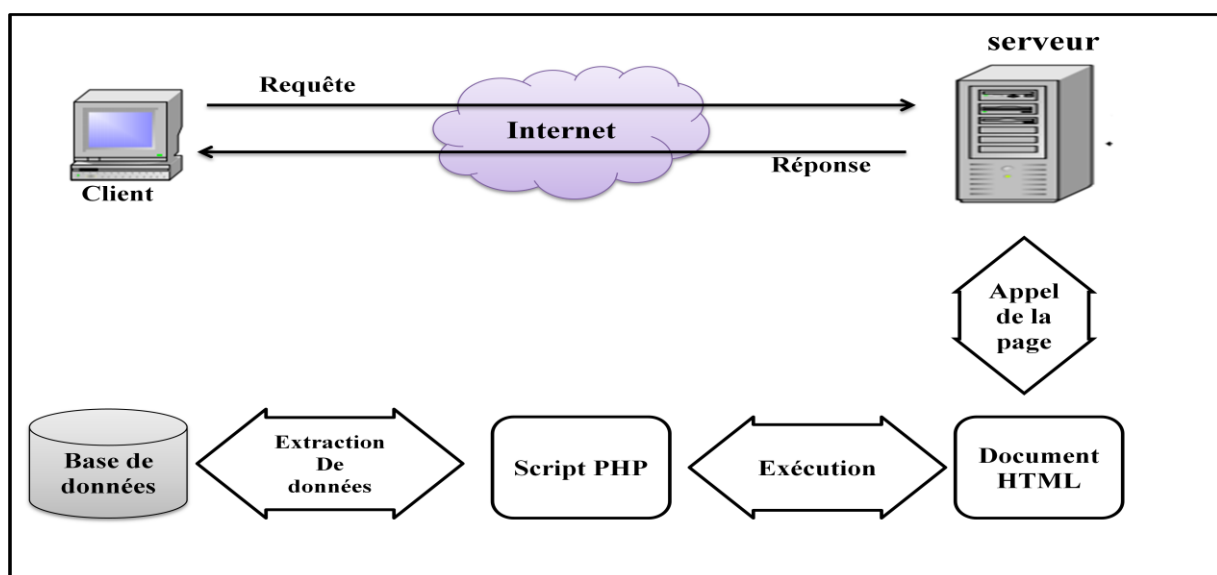 serveur
Requête
Internet
Réponse
Client
Appel
de la
page
Base de
données
Extraction
De
données
Script PHP
Exécution
Document
HTML